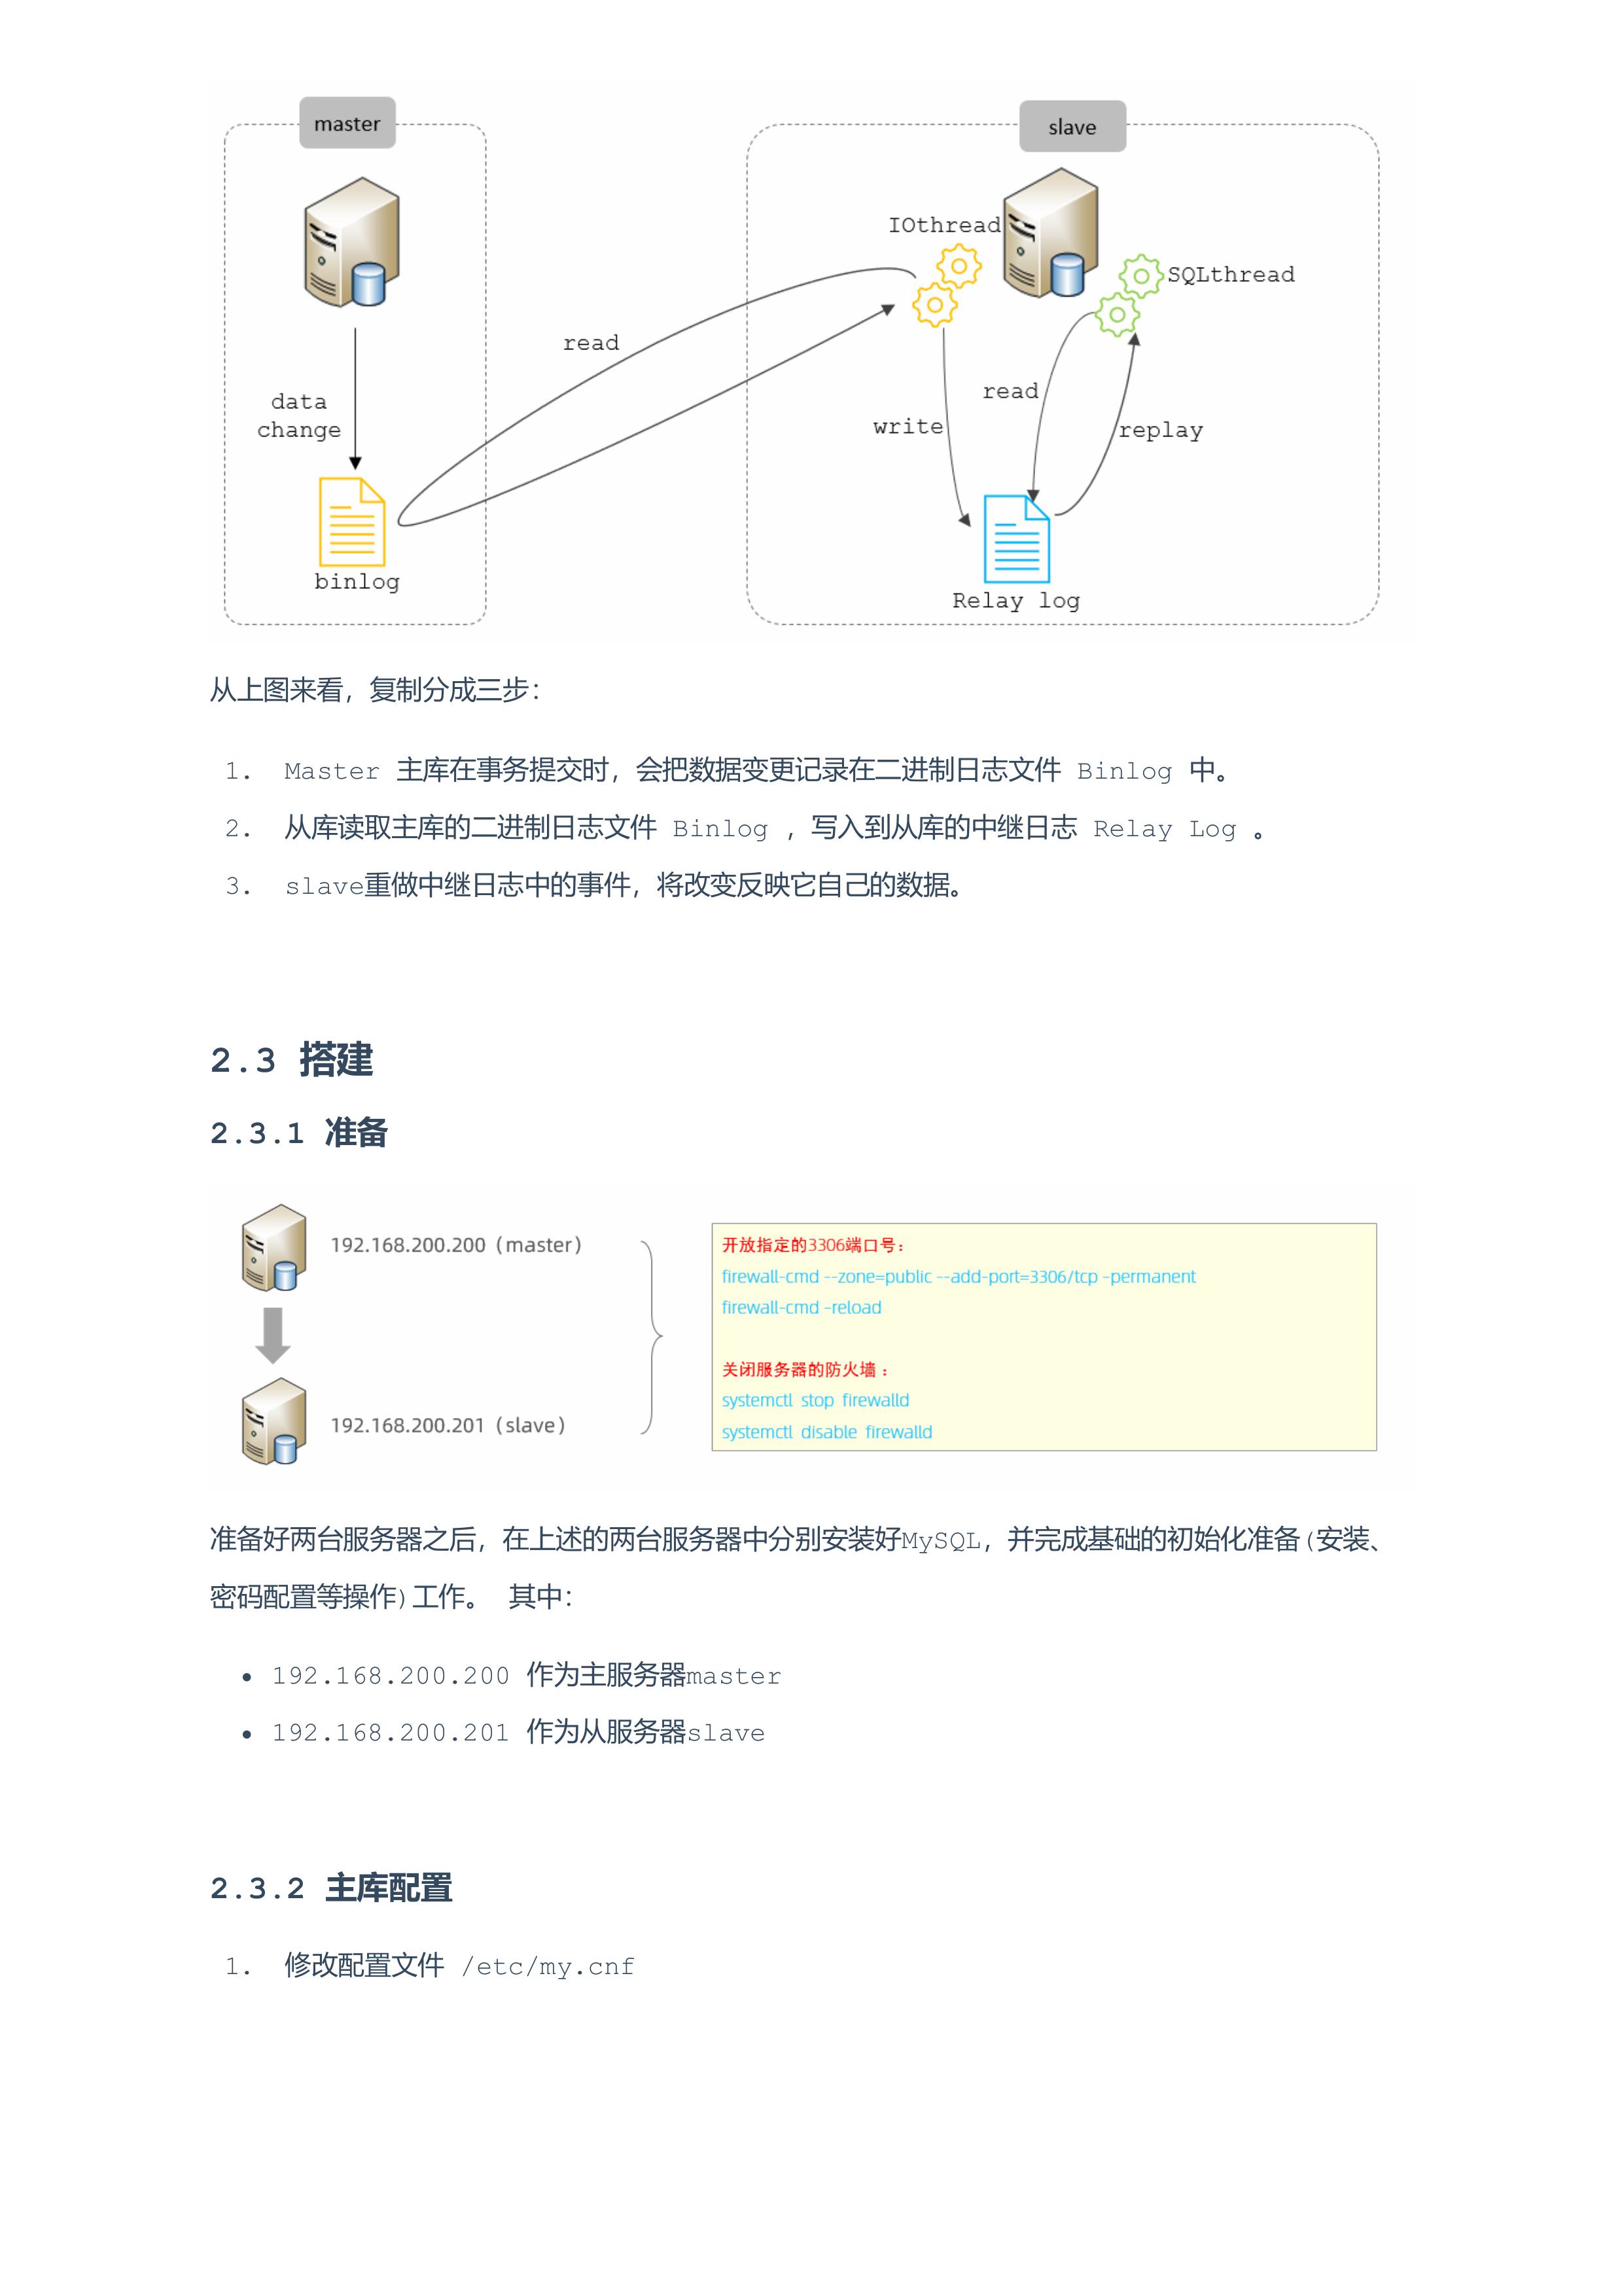 master
slave
IOthread
SQLthread
read
data
change
read
write
replay
binlog
Relay log
从上图来看，复制分成三步：
1. Master 主库在事务提交时，会把数据变更记录在二进制日志文件 Binlog 中。
2. 从库读取主库的二进制日志文件 Binlog ，写入到从库的中继日志 Relay Log 。
3. slave重做中继日志中的事件，将改变反映它自己的数据。
2.3 搭建
2.3.1 准备
192.168.200.200（master）
192.168.200.201（slave）
开放指定的3306端口号：
firewall-cmd --zone=public --add-port=3306/tcp -permanent
firewall-cmd -reload
关闭服务器的防火墙：
systemctl stop firewalld
systemctl disable firewalld
准备好两台服务器之后，在上述的两台服务器中分别安装好MySQL，并完成基础的初始化准备(安装、
密码配置等操作)工作。 其中：
• 192.168.200.200 作为主服务器master
• 192.168.200.201 作为从服务器slave
2.3.2 主库配置
1. 修改配置文件 /etc/my.cnf